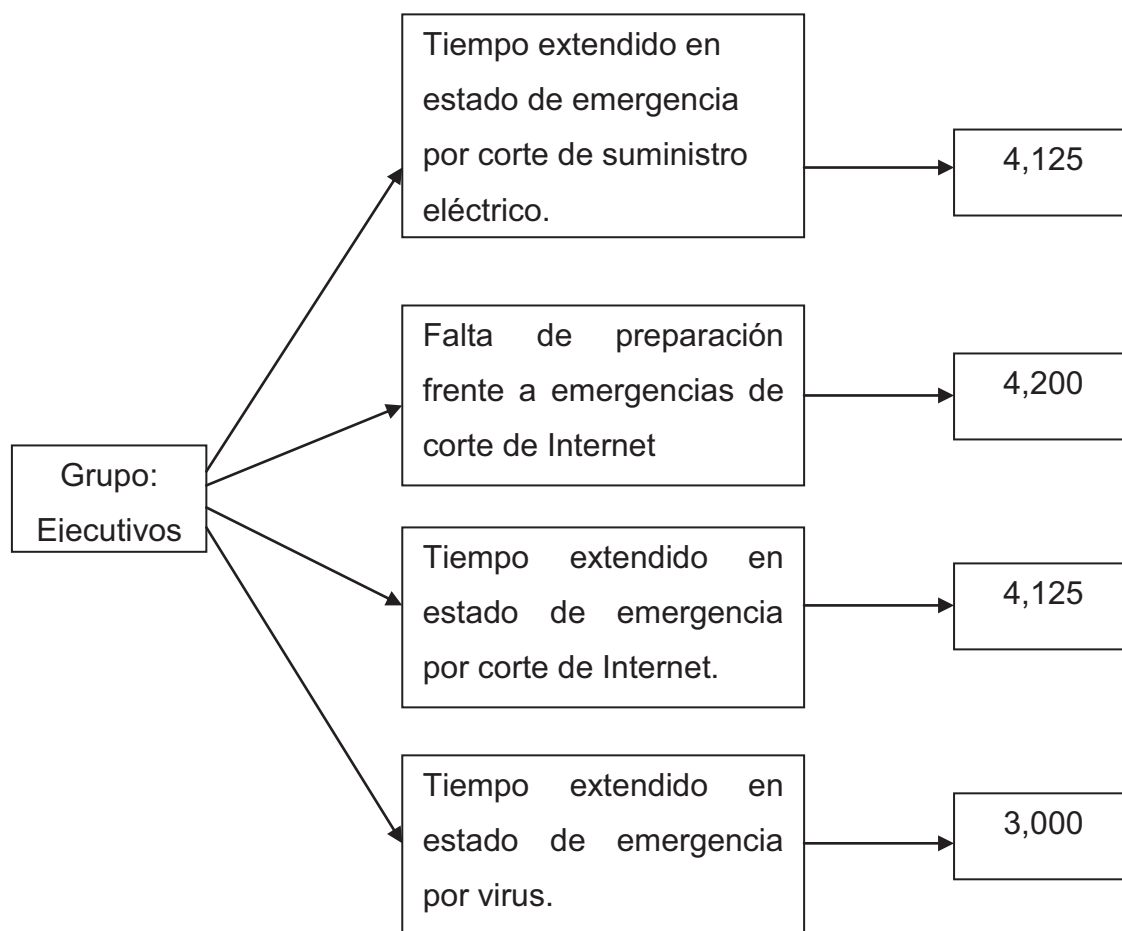 Tiempo extendido en
estado de emergencia
por corte de suministro
eléctrico.
4,125
Falta de preparación
frente a emergencias de
corte de Internet
4,200
Grupo:
Ejecutivos
Tiempo extendido en
estado de emergencia
por corte de Internet.
4,125
Tiempo extendido en
estado de emergencia
por virus.
3,000